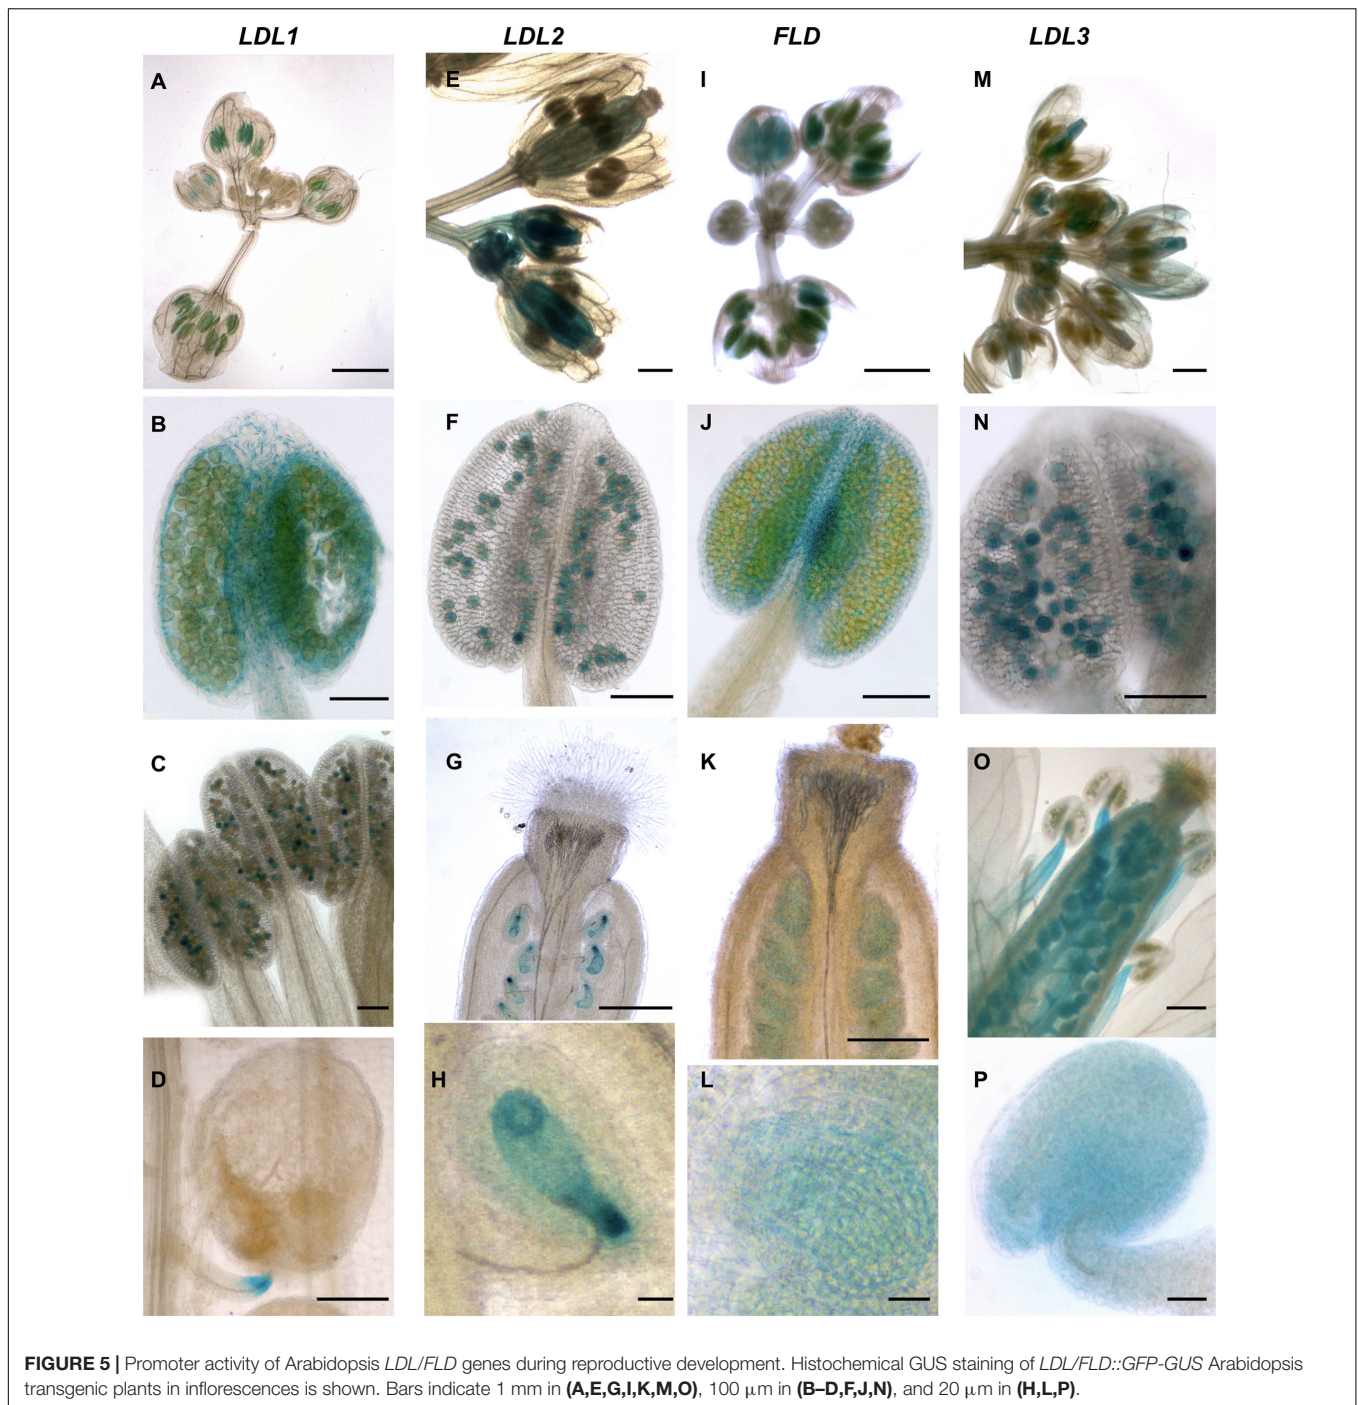 LDL1 LDL2 FLD LDL3
A E I M
B F J N
C G K O
D H L P
FIGURE 5 | Promoter activity of Arabidopsis LDL/FLD genes during reproductive development. Histochemical GUS staining of LDL/FLD::GFP-GUS Arabidopsis
transgenic plants in inflorescences is shown. Bars indicate 1 mm in (A,E,G,I,K,M,O), 100 μm in (B–D,F,J,N), and 20 μm in (H,L,P).